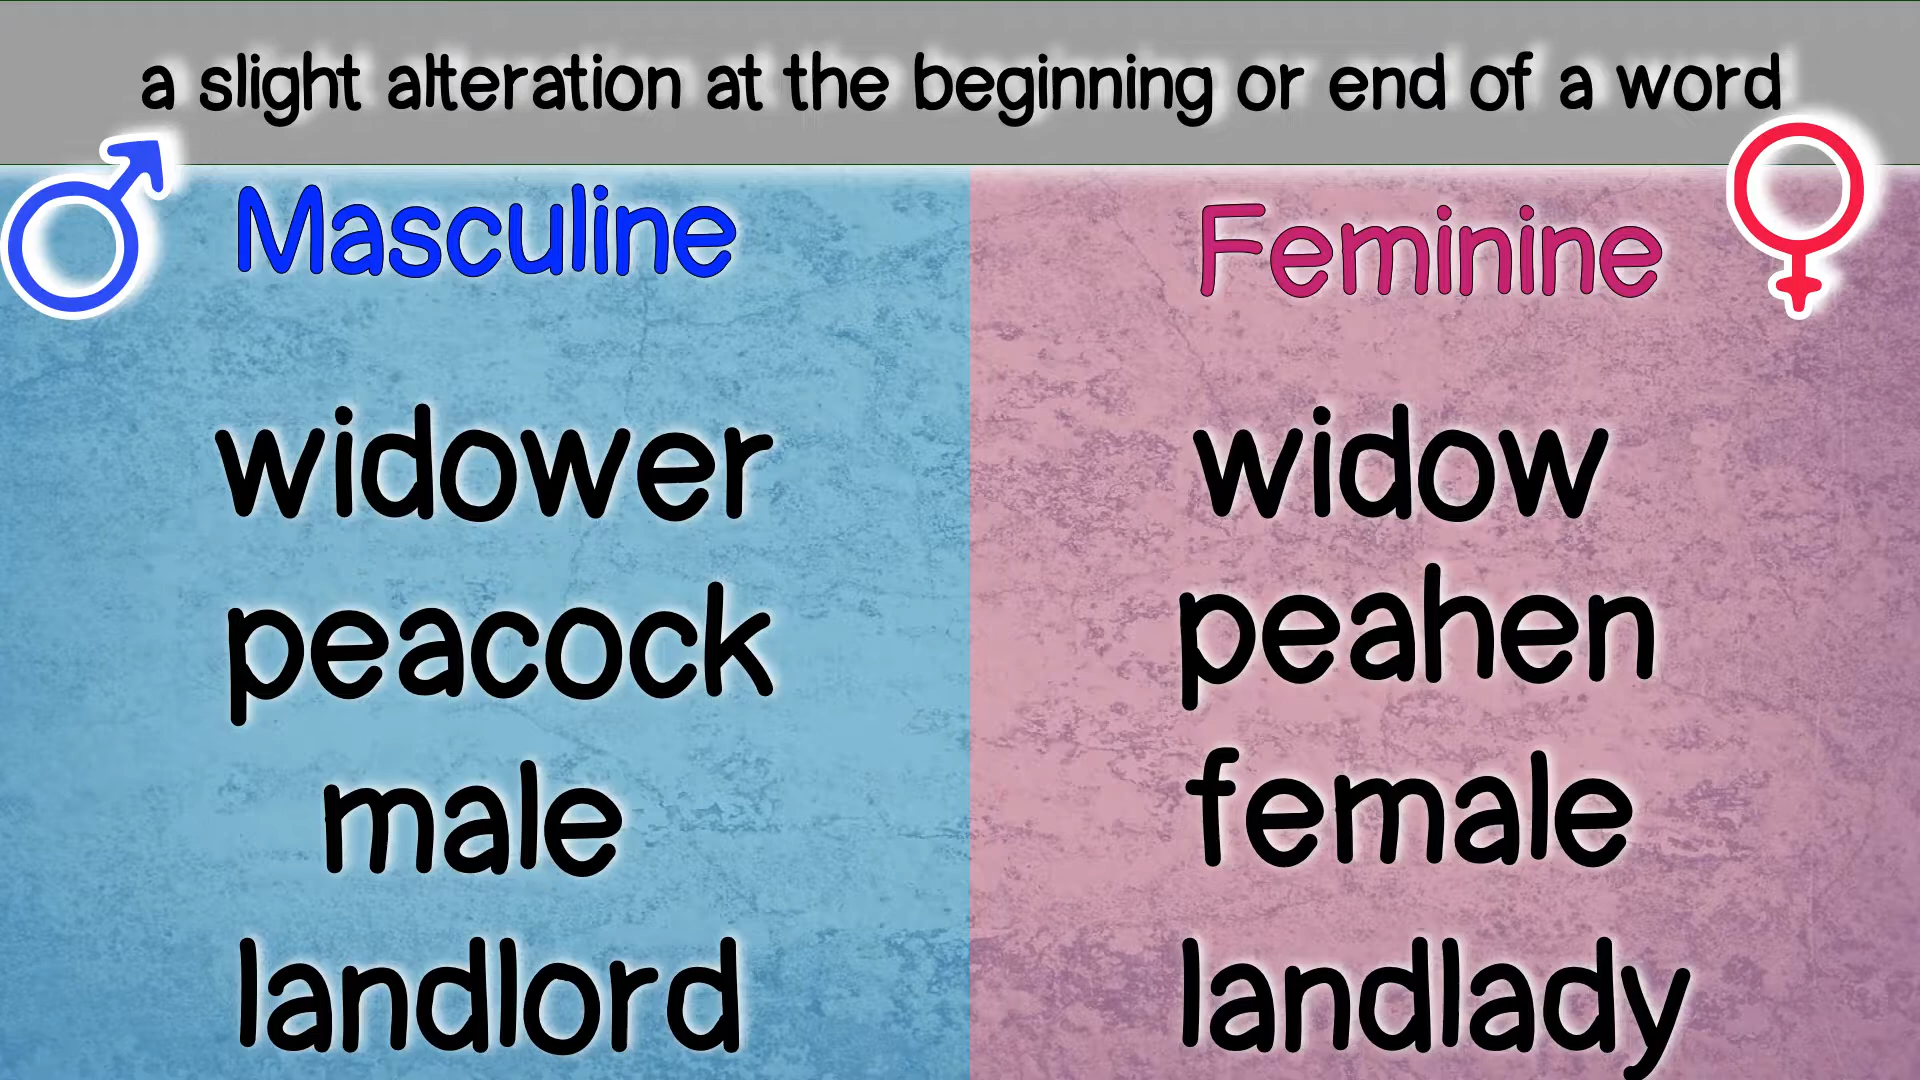 a slight alteration at the beginning or end of a word
Masculine Feminine
widower widow
peacock peahen
male female
landlord landlady